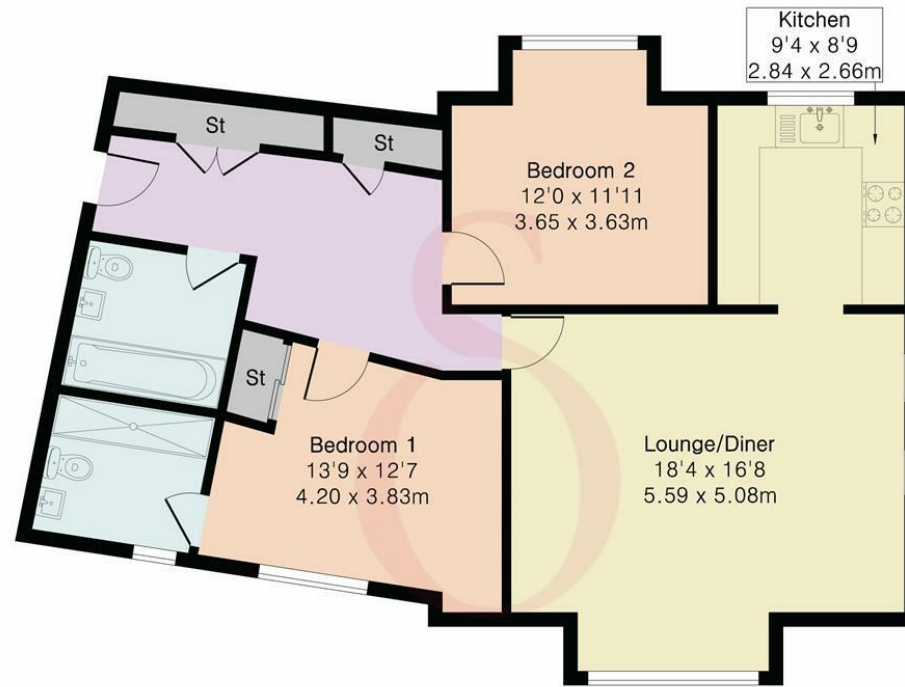 Kitchen
9'4 x 8'9
2.84 x 2.66m
St
St
Bedroom 2
12'0 x 11'11
3.65 x 3.63m
St
Bedroom 1
13'9 x 12'7
4.20 x 3.83m
Lounge/Diner
18'4 x 16'8
5.59 x 5.08m
SO